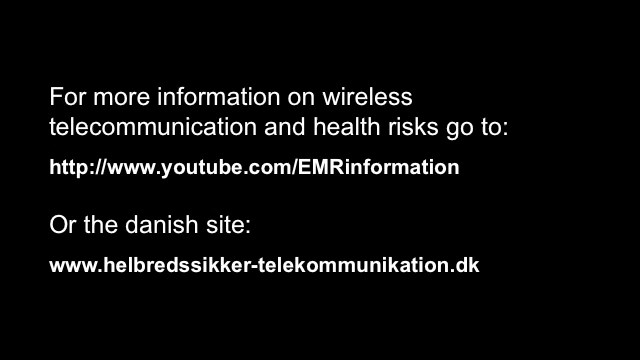 For more information on wireless
telecommunication and health risks go to:
http://www.youtube.com/EMRinformation
Or the danish site:
www.helbredssikker-telekommunikation.dk